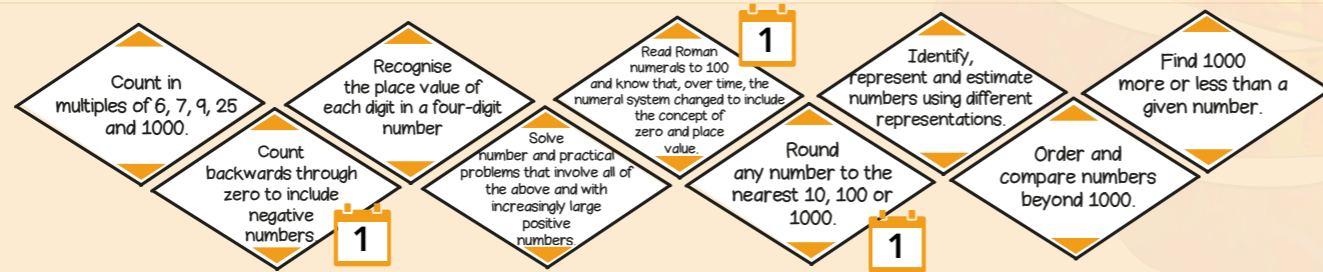 Count in
multiples of 6, 7, 9, 25
and 1000.
Count
backwards through
zero to include
negative
numbers.
1
Recognise
the place value of
each digit in a four-digit
number
Solve
number and practical
problems that involve all of
the above and with
increasingly large
positive
numbers.
Read Roman
numerals to 100
and know that, over time, the
numeral system changed to include
the concept of
zero and place
value.
1
Round
any number to the
nearest 10, 100 or
1000.
1
Identify,
represent and estimate
numbers using different
representations.
Order and
compare numbers
beyond 1000.
Find 1000
more or less than a
given number.